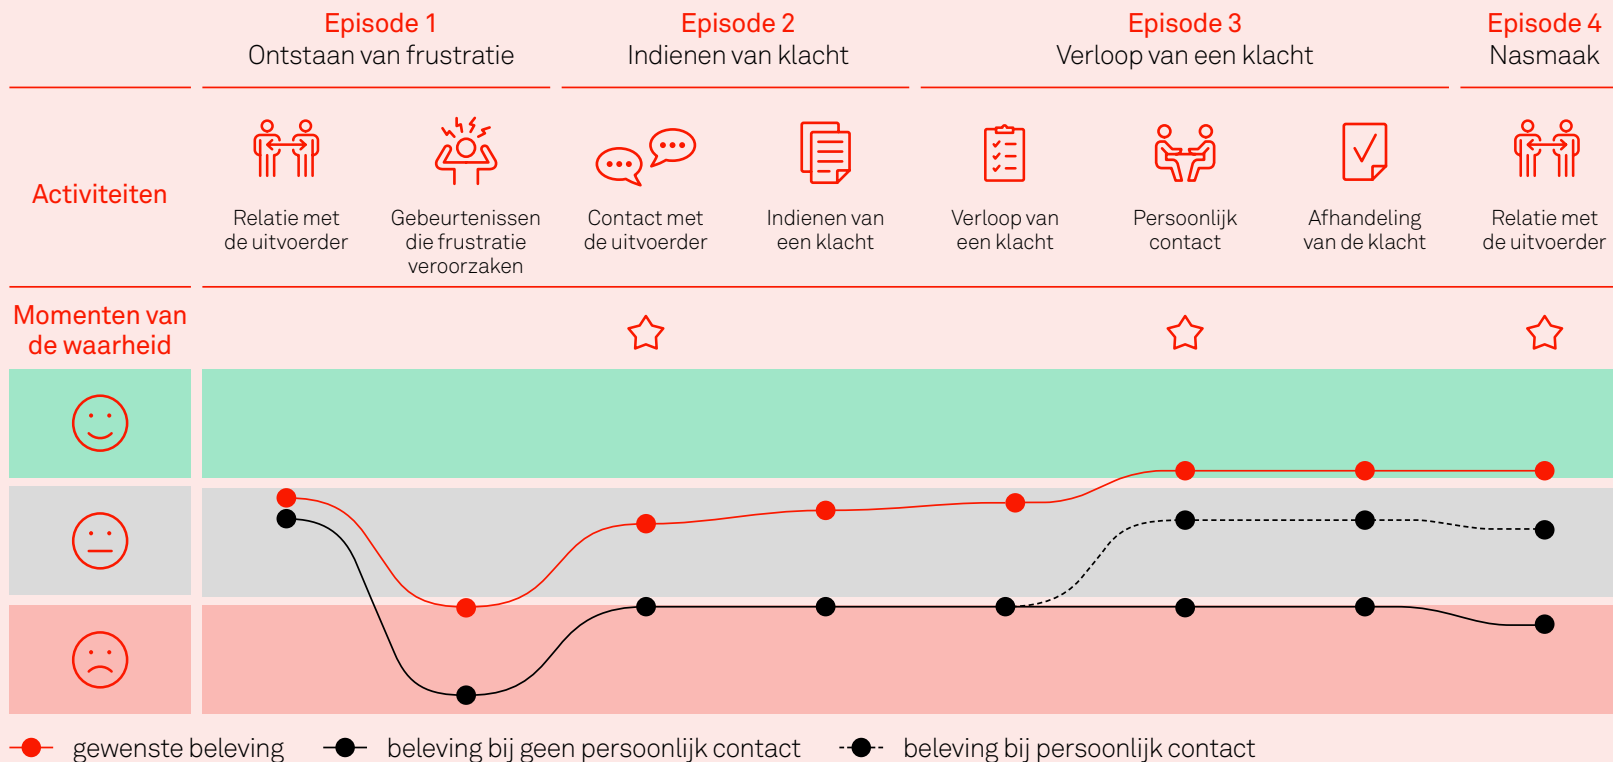 Episode 1
Ontstaan van frustratie
Episode 2
Indienen van klacht
Episode 3
Verloop van een klacht
Episode 4
Nasmaak
Activiteiten
Relatie met
de uitvoerder
Gebeurtenissen
die frustratie
veroorzaken
Contact met
de uitvoerder
Indienen van
een klacht
Verloop van
een klacht
Persoonlijk
contact
Afhandeling
van de klacht
Relatie met
de uitvoerder
Momenten van
de waarheid
gewenste beleving
beleving bij geen persoonlijk contact
beleving bij persoonlijk contact